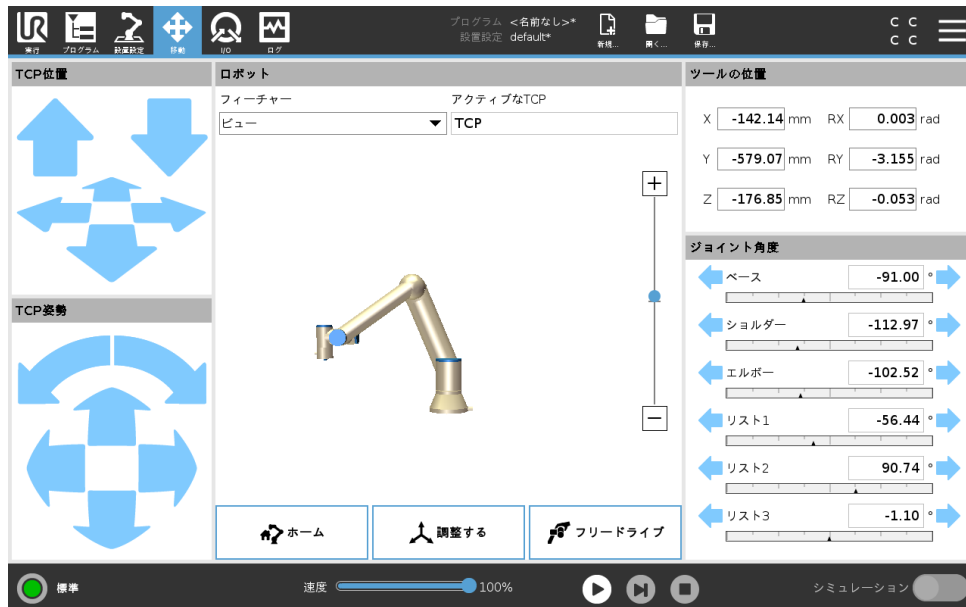 プログラム <名前なし>*
設置設定 default*
UR
実行
プログラム
設置設定
移動
I/O
ログ
新規...
開く...
保存...
C C
C C
TCP位置
ロボット
ツールの位置
フィーチャー
アクティブなTCP
ビュー
TCP
X -142.14 mm RX 0.003 rad
Y -579.07 mm RY -3.155 rad
Z -176.85 mm RZ -0.053 rad
ジョイント角度
ベース -91.00 °
ショルダー -112.97 °
エルボー -102.52 °
リスト1 -56.44 °
リスト2 90.74 °
リスト3 -1.10 °
TCP姿勢
ホーム
調整する
フリードライブ
標準
速度
100%
シミュレーション